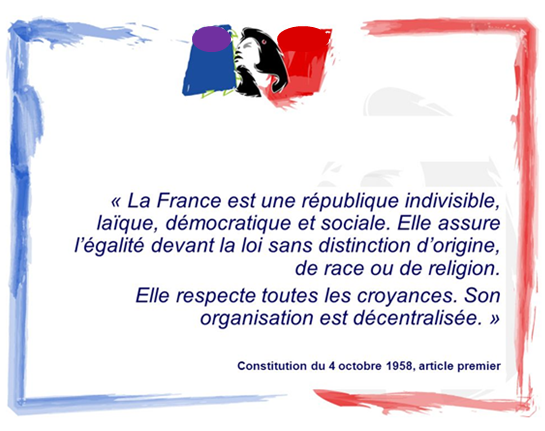 « La France est une république indivisible,
laïque, démocratique et sociale. Elle assure
l’égalité devant la loi sans distinction d’origine,
de race ou de religion.
Elle respecte toutes les croyances. Son
organisation est décentralisée. »
Constitution du 4 octobre 1958, article premier